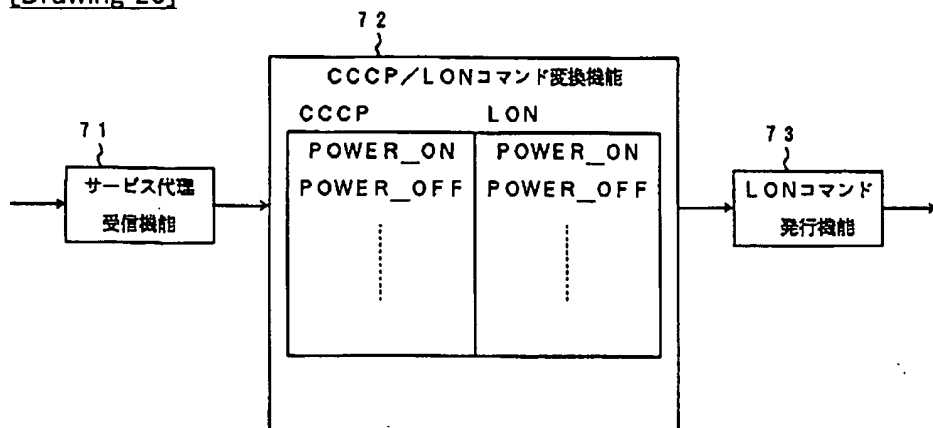 ７２
CCCP／LONコマンド変換機能
CCCP LON
POWER_ON POWER_ON
POWER_OFF POWER_OFF
７１
サービス代理
受信機能
７３
LONコマンド
発行機能